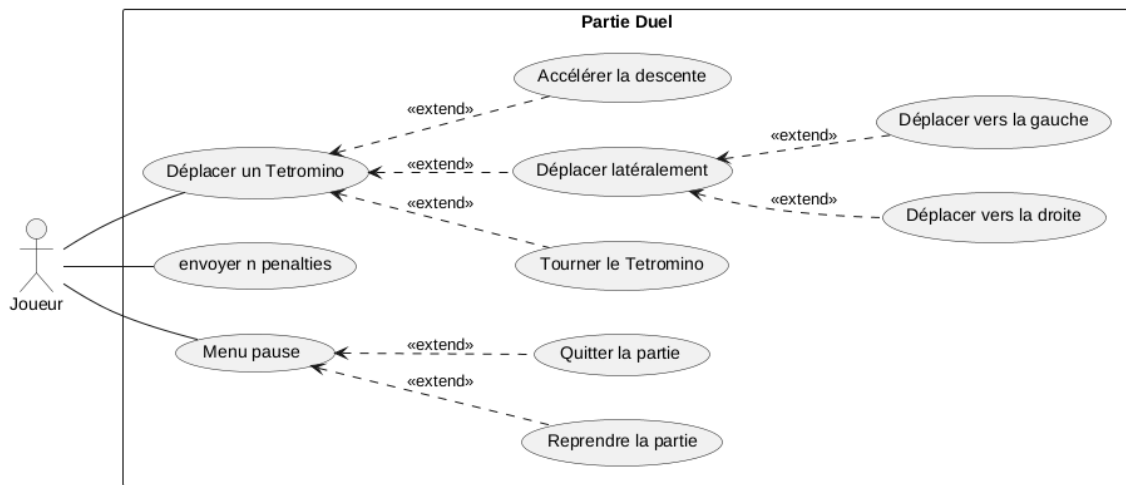 Partie Duel
Accélérer la descente
«extend»
Déplacer vers la gauche
«extend»
Déplacer un Tetromino
«extend»
Déplacer latéralement
«extend»
Déplacer vers la droite
«extend»
envoyer n penalties
Tourner le Tetromino
Joueur
Menu pause
«extend»
Quitter la partie
«extend»
Reprendre la partie